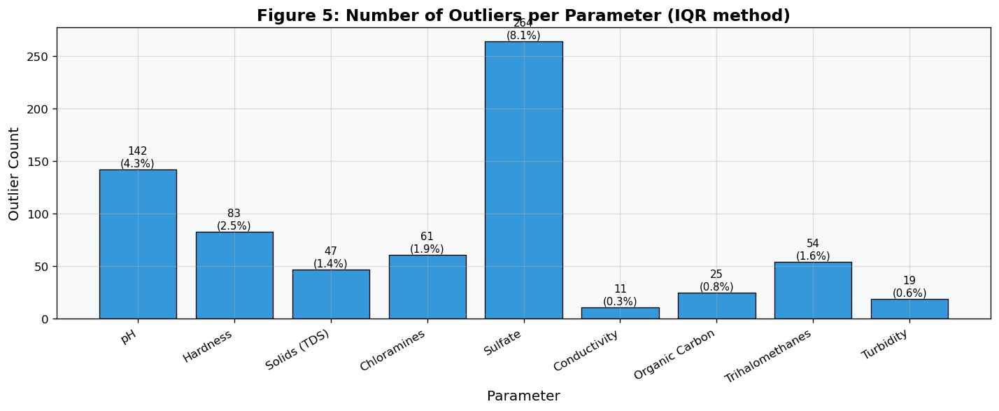 Figure 5: Number of Outliers per Parameter (IQR method)
Outlier Count
250
200
150
100
50
0
142
(4.3%)
83
(2.5%)
47
(1.4%)
61
(1.9%)
264
(8.1%)
11
(0.3%)
25
(0.8%)
54
(1.6%)
19
(0.6%)
pH
Hardness
Solids (TDS)
Chloramines
Sulfate
Conductivity
Organic Carbon
Trihalomethanes
Turbidity
Parameter